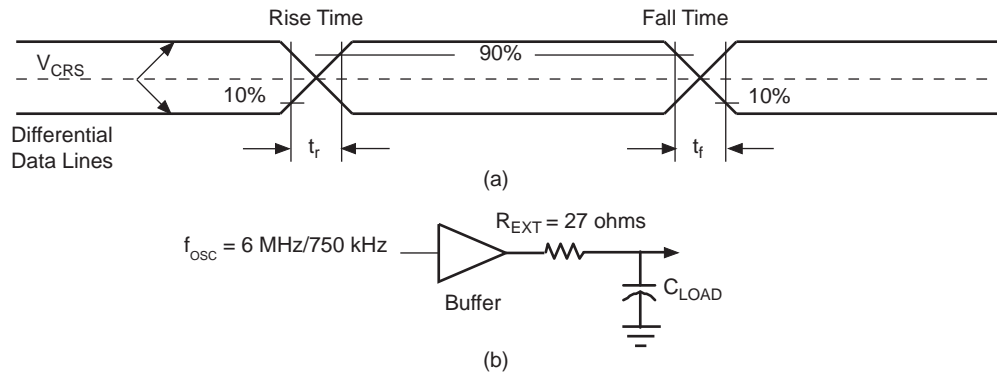 Rise Time
Fall Time
V_CRS
90%
10%
10%
Differential
Data Lines
t_r
t_f
(a)
R_EXT = 27 ohms
f_OSC = 6 MHz/750 kHz
Buffer
C_LOAD
(b)